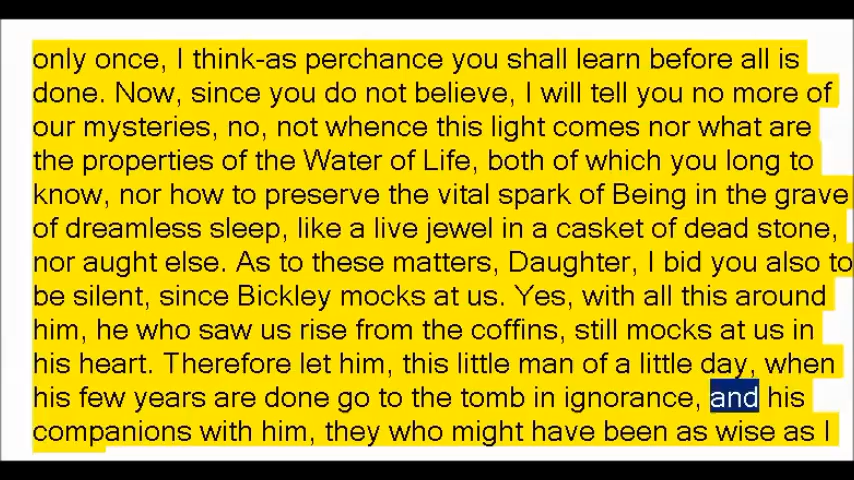 only once, I think-as perchance you shall learn before all is
done. Now, since you do not believe, I will tell you no more of
our mysteries, no, not whence this light comes nor what are
the properties of the Water of Life, both of which you long to
know, nor how to preserve the vital spark of Being in the grave
of dreamless sleep, like a live jewel in a casket of dead stone,
nor aught else. As to these matters, Daughter, I bid you also to
be silent, since Bickley mocks at us. Yes, with all this around
him, he who saw us rise from the coffins, still mocks at us in
his heart. Therefore let him, this little man of a little day, when
his few years are done go to the tomb in ignorance, and his
companions with him, they who might have been as wise as I